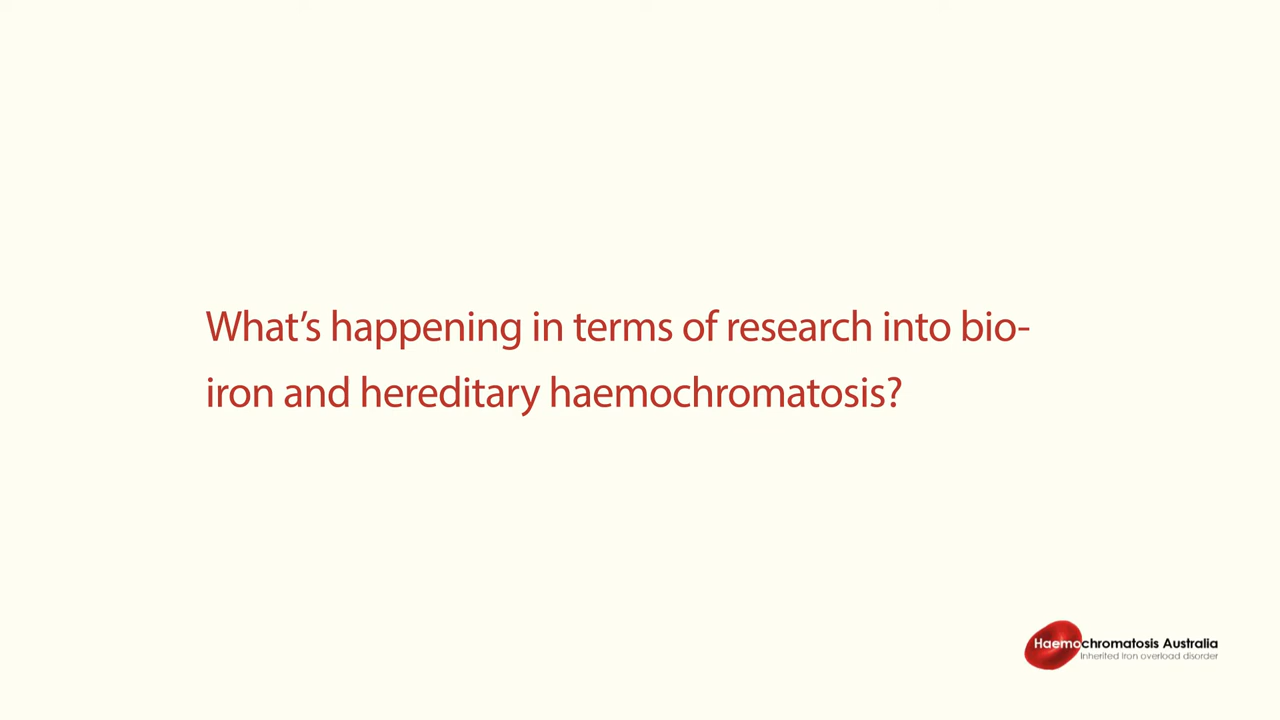 What’s happening in terms of research into bio-
iron and hereditary haemochromatosis?
Haemochromatosis Australia
Inherited iron overload disorder